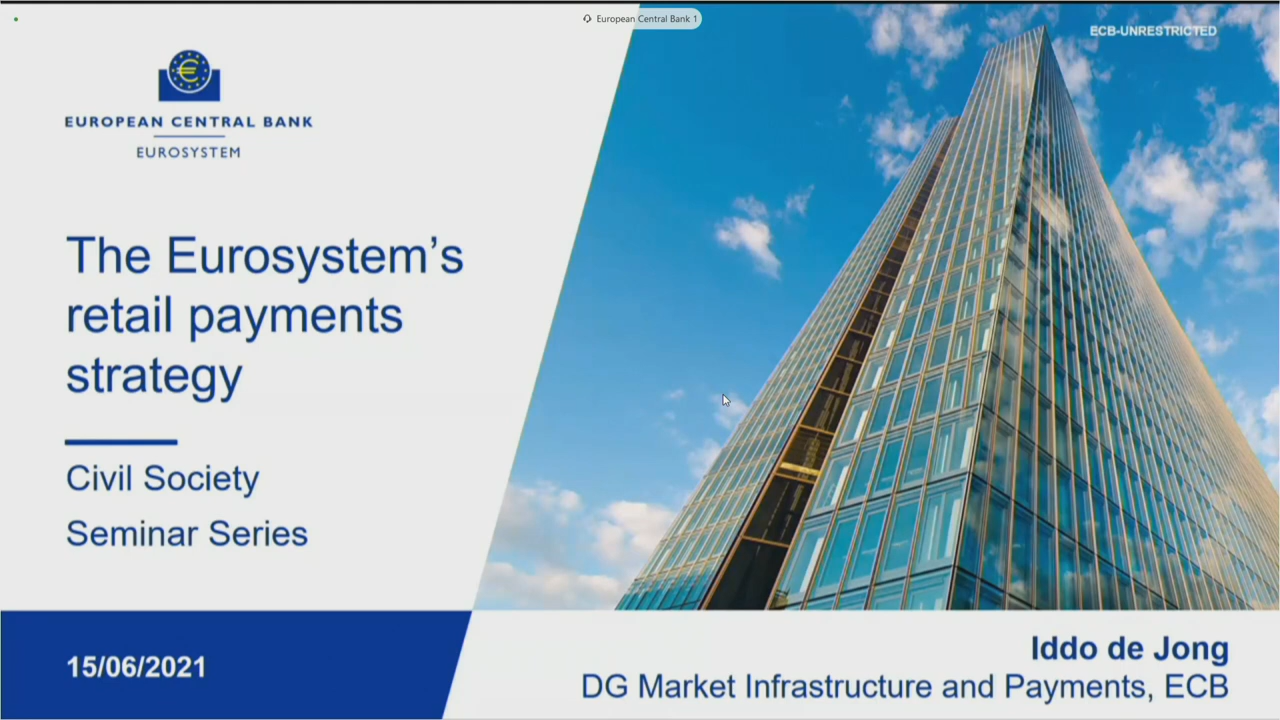 European Central Bank 1
ECB-UNRESTRICTED
€
EUROPEAN CENTRAL BANK
EUROSYSTEM
The Eurosystem’s
retail payments
strategy
Civil Society
Seminar Series
15/06/2021
Iddo de Jong
DG Market Infrastructure and Payments, ECB